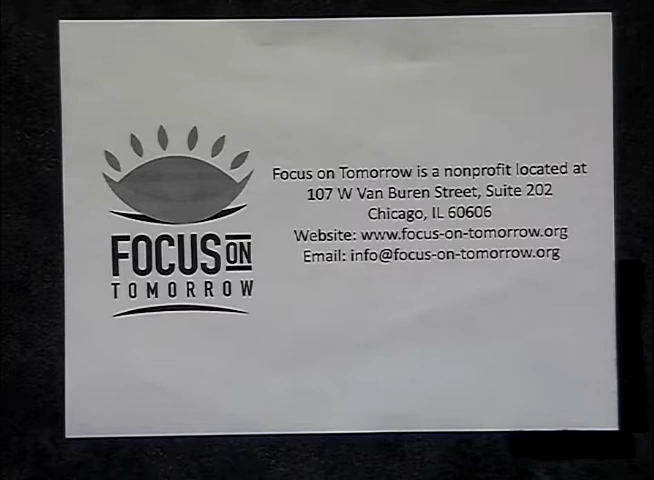 FOCUS ON
TOMORROW
Focus on Tomorrow is a nonprofit located at
107 W Van Buren Street, Suite 202
Chicago, IL 60606
Website: www.focus-on-tomorrow.org
Email: info@focus-on-tomorrow.org